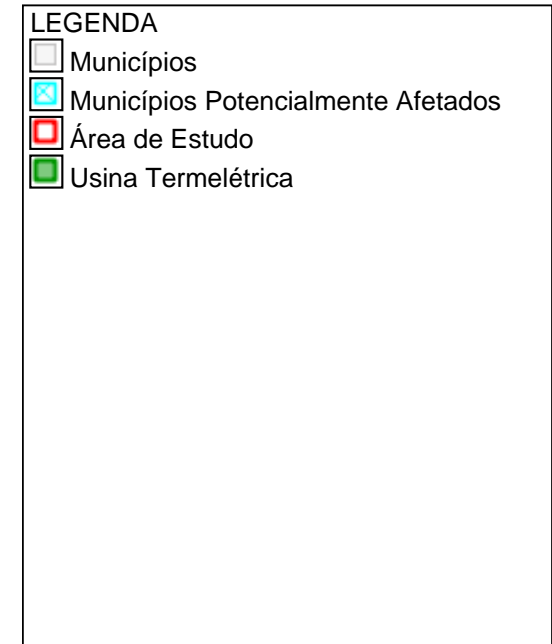 LEGENDA
Municípios
Municípios Potencialmente Afetados
Área de Estudo
Usina Termelétrica